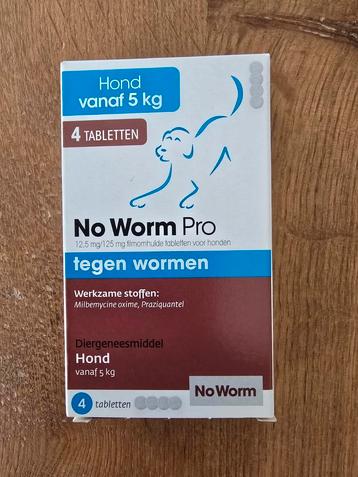 Hond
vanaf 5 kg
4 TABLETTEN
No Worm Pro
12,5 mg/125 mg filmomhulde tabletten voor honden
tegen wormen
Werkzame stoffen:
Milbemycine oxime, Praziquantel
Diergeneesmiddel
Hond
vanaf 5 kg
No Worm
4 tabletten